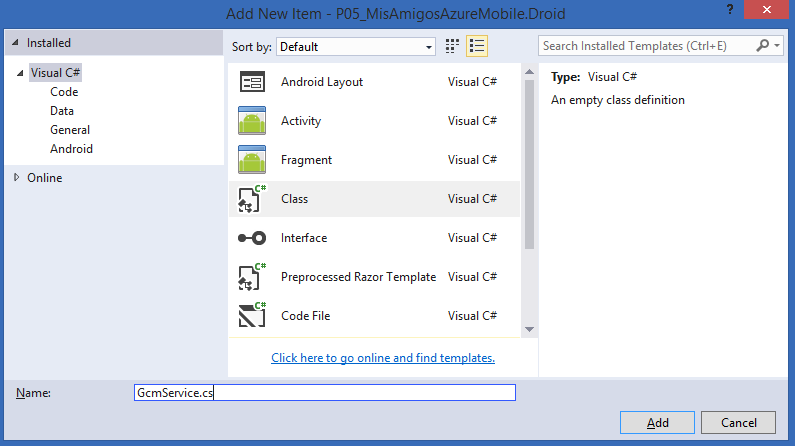 Add New Item - P05_MisAmigosAzureMobile.Droid
?
Installed
Sort by: Default
Search Installed Templates (Ctrl+E)
Visual C#
Code
Data
General
Android
Online
Android Layout Visual C#
Activity Visual C#
Fragment Visual C#
C# Class Visual C#
Interface Visual C#
C# Preprocessed Razor Template Visual C#
C# Code File Visual C#
Click here to go online and find templates.
Type: Visual C#
An empty class definition
Name: GcmService.cs
Add Cancel